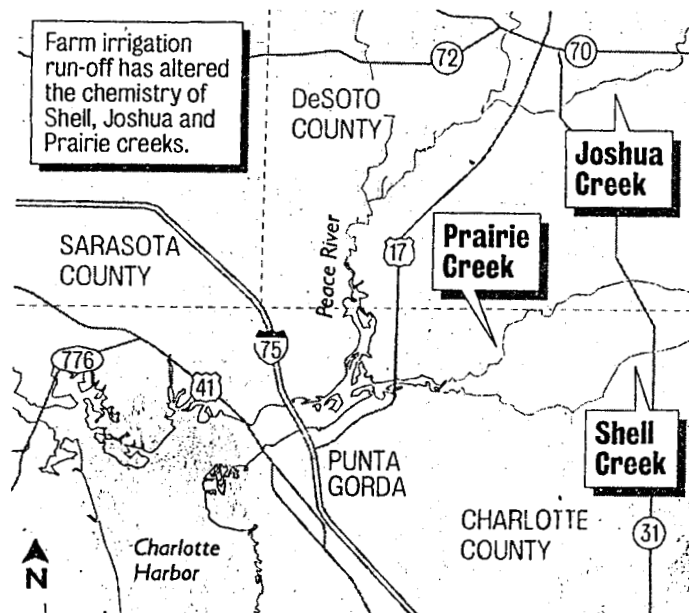 Farm irrigation
run-off has altered
the chemistry of
Shell, Joshua and
Prairie creeks.
72
70
DeSOTO
COUNTY
Joshua
Creek
SARASOTA
COUNTY
Peace River
17
Prairie
Creek
776
75
41
Shell
Creek
PUNTA
GORDA
CHARLOTTE
COUNTY
31
Charlotte
Harbor
N